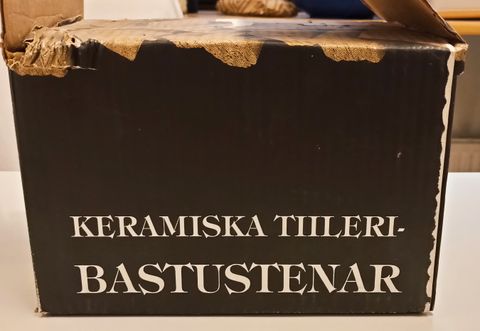 KERAMISKA TIILERI-
BASTUSTENAR